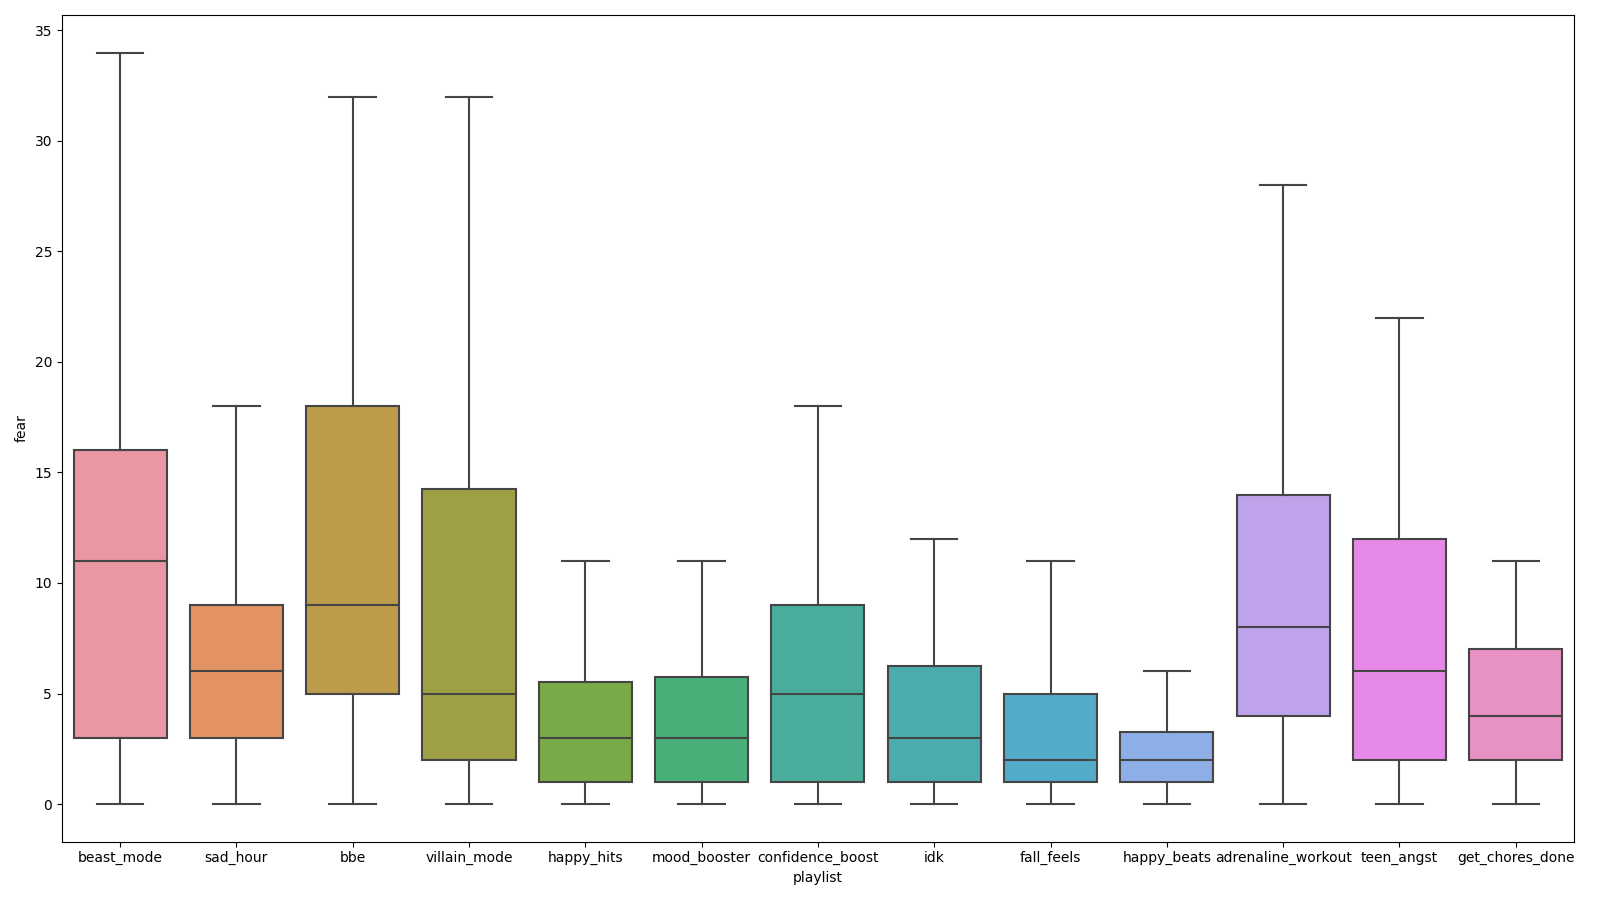 35
30
25
20
15
10
5
0
fear
beast_mode sad_hour bbe villain_mode happy_hits mood_booster confidence_boost idk fall_feels happy_beats adrenaline_workout teen_angst get_chores_done
playlist